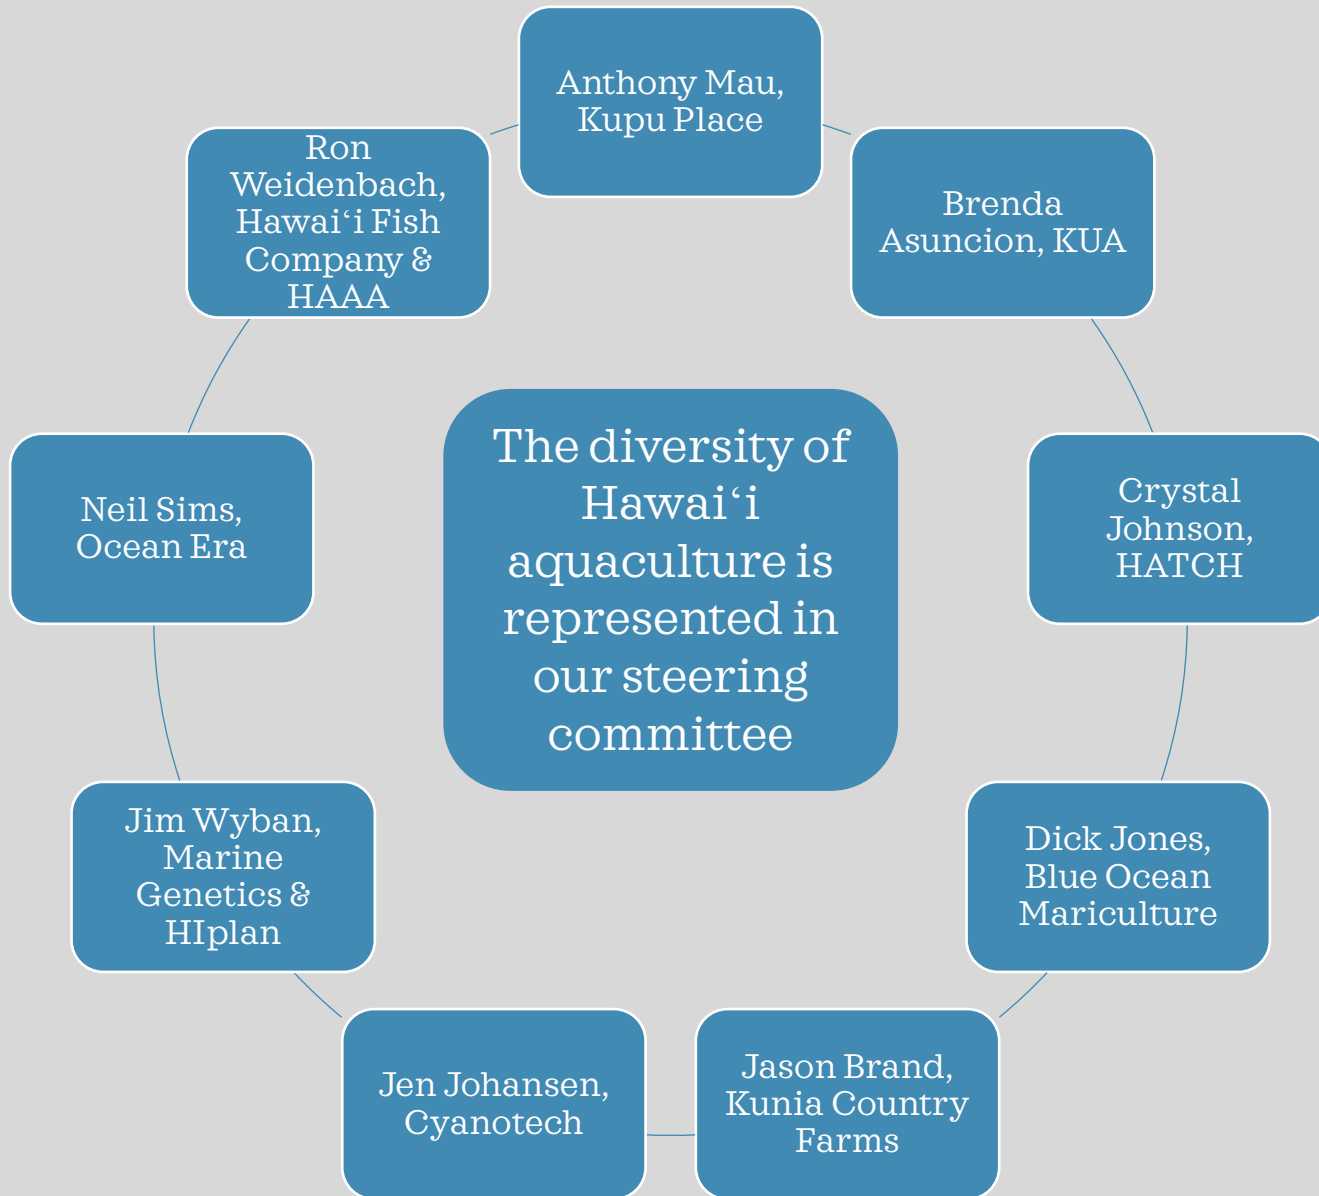 Anthony Mau,
Kupu Place
Ron
Weidenbach,
Hawaiʻi Fish
Company &
HAAA
Brenda
Asuncion, KUA
The diversity of
Hawaiʻi
aquaculture is
represented in
our steering
committee
Neil Sims,
Ocean Era
Crystal
Johnson,
HATCH
Jim Wyban,
Marine
Genetics &
HIplan
Dick Jones,
Blue Ocean
Mariculture
Jen Johansen,
Cyanotech
Jason Brand,
Kunia Country
Farms